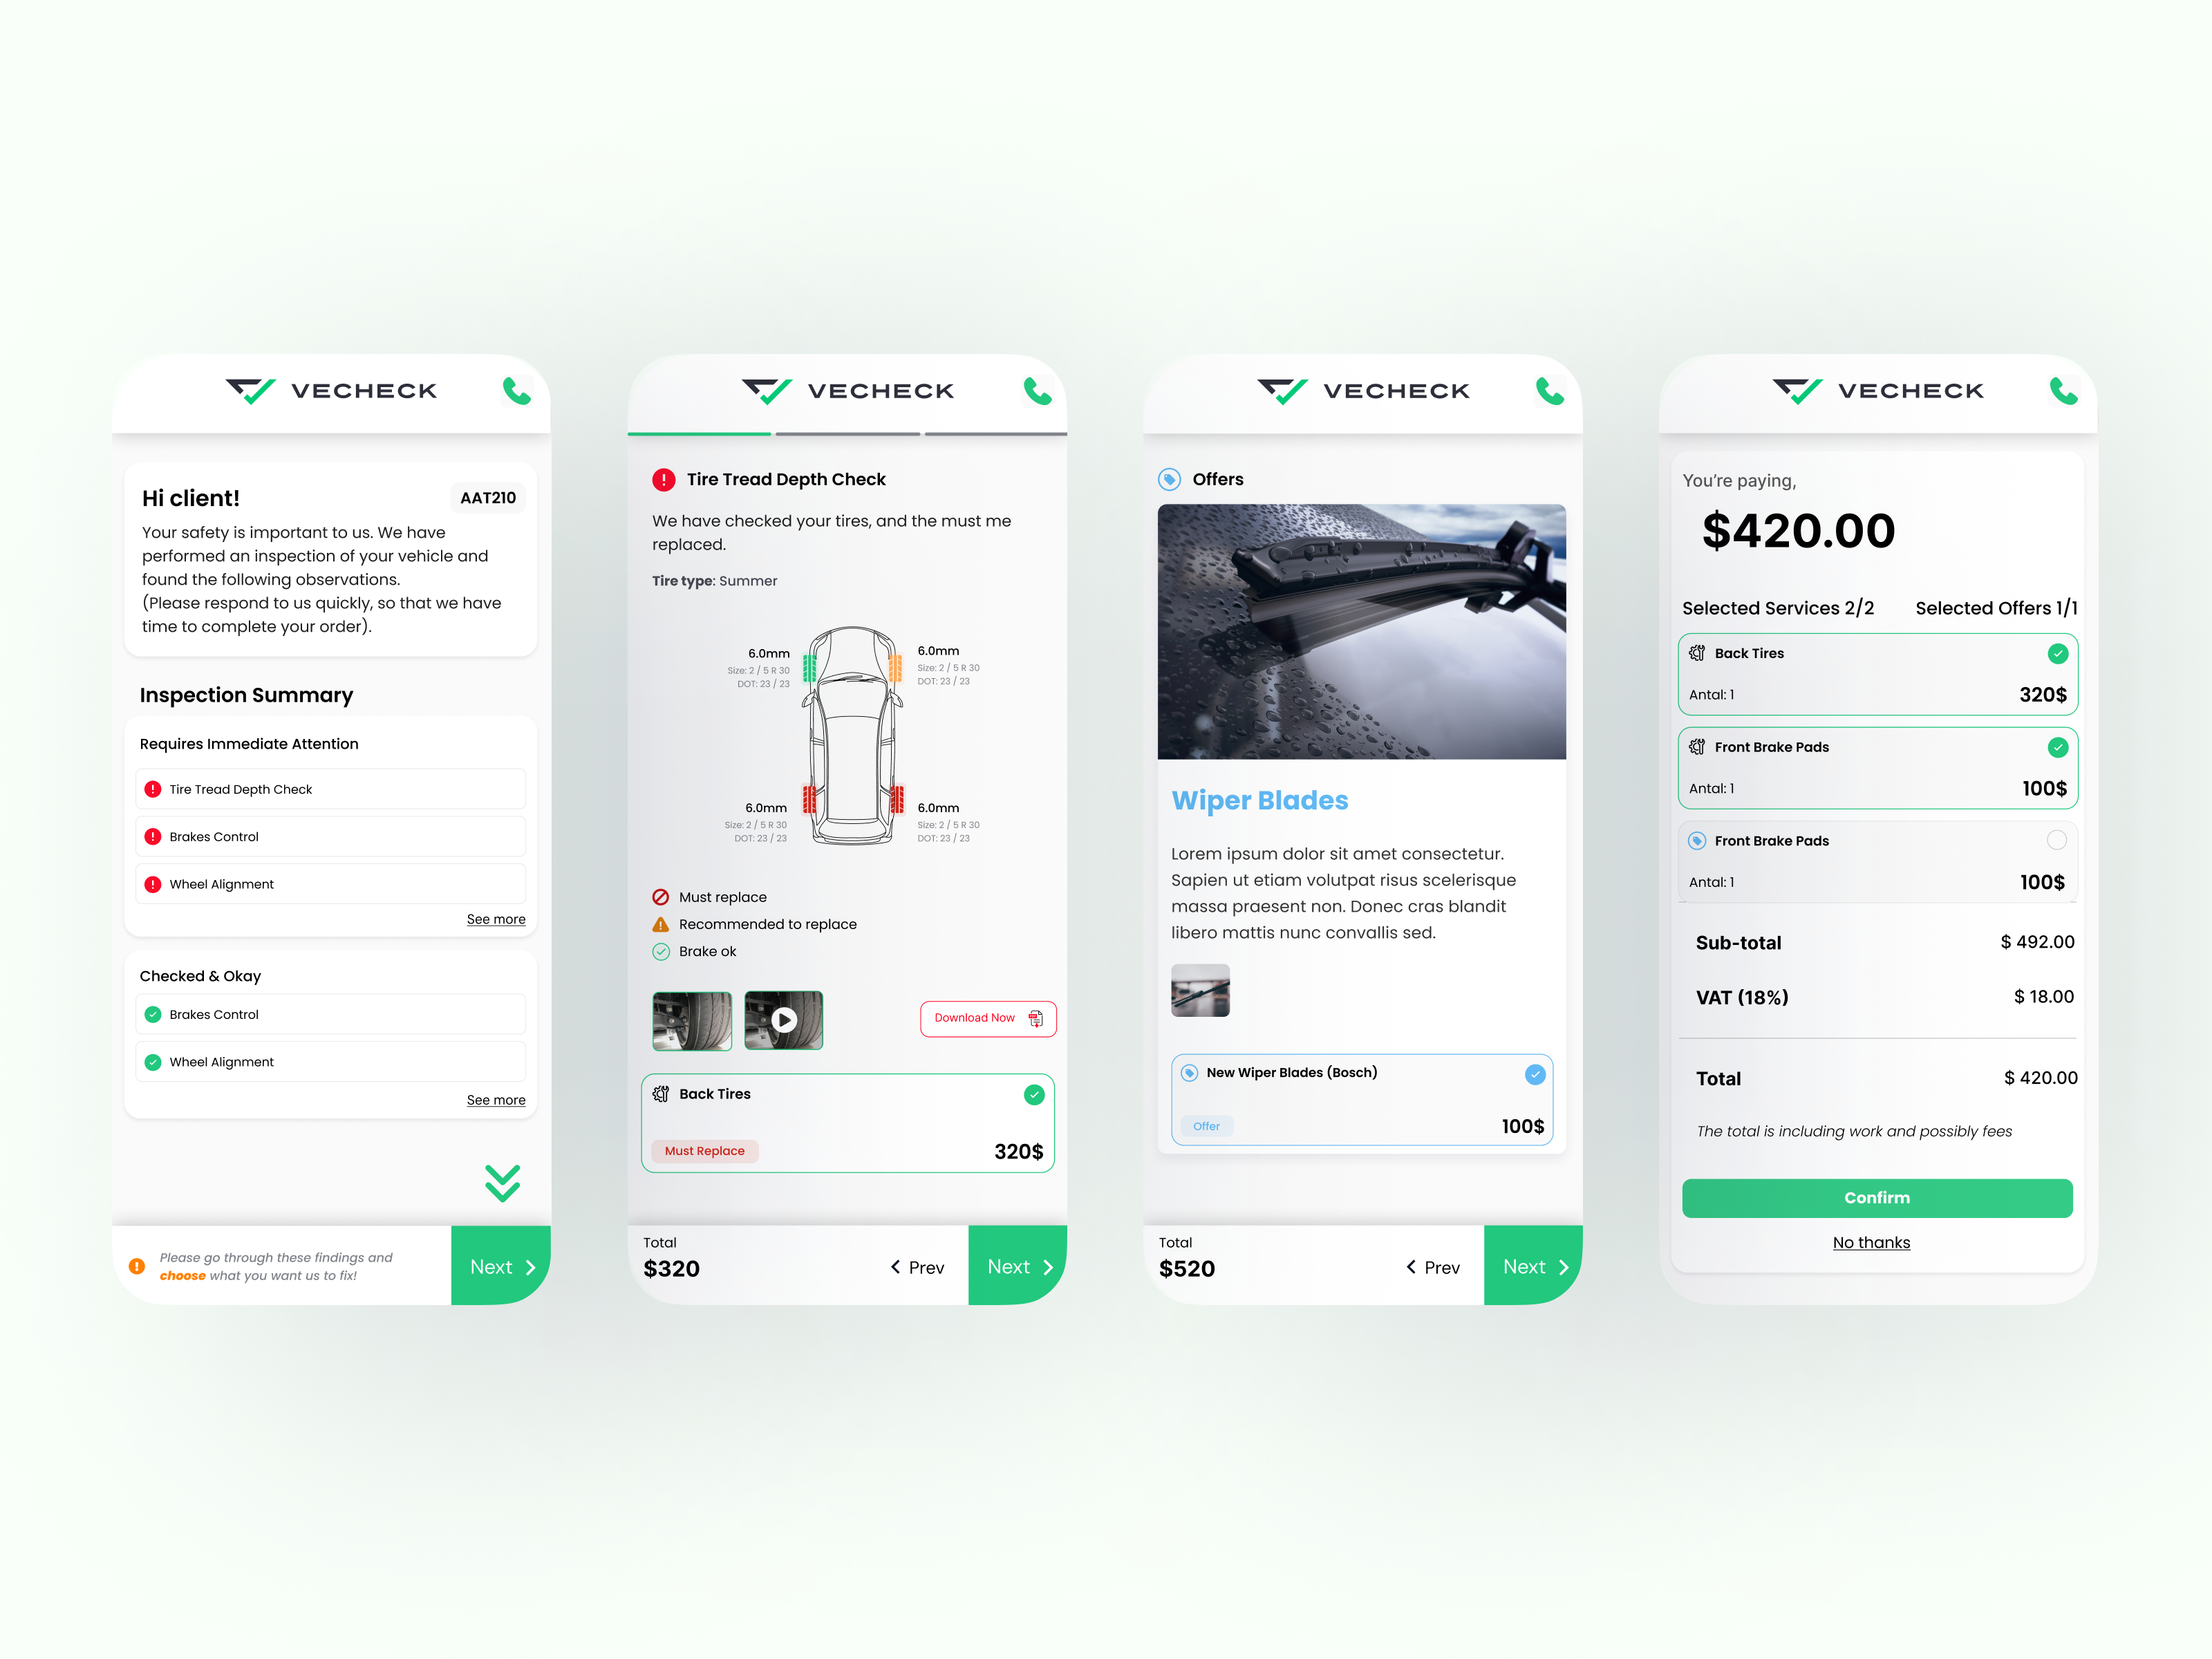 VECHECK
Hi client!
AAT210
Your safety is important to us. We have
performed an inspection of your vehicle and
found the following observations.
(Please respond to us quickly, so that we have
time to complete your order).
Inspection Summary
Requires Immediate Attention
Tire Tread Depth Check
Brakes Control
Wheel Alignment
See more
Checked & Okay
Brakes Control
Wheel Alignment
See more
Please go through these findings and
choose what you want us to fix!
Next
VECHECK
Tire Tread Depth Check
We have checked your tires, and the must me
replaced.
Tire type: Summer
6.0mm
Size: 2 / 5 R 30
DOT: 23 / 23
6.0mm
Size: 2 / 5 R 30
DOT: 23 / 23
6.0mm
Size: 2 / 5 R 30
DOT: 23 / 23
6.0mm
Size: 2 / 5 R 30
DOT: 23 / 23
Must replace
Recommended to replace
Brake ok
Download Now
Back Tires
Must Replace
320$
Total
$320
Prev
Next
VECHECK
Offers
Wiper Blades
Lorem ipsum dolor sit amet consectetur.
Sapien ut etiam volutpat risus scelerisque
massa praesent non. Donec cras blandit
libero mattis nunc convallis sed.
New Wiper Blades (Bosch)
Offer
100$
Total
$520
Prev
Next
VECHECK
You're paying,
$420.00
Selected Services 2/2
Selected Offers 1/1
Back Tires
Antal: 1
320$
Front Brake Pads
Antal: 1
100$
Front Brake Pads
Antal: 1
100$
Sub-total
$ 492.00
VAT (18%)
$ 18.00
Total
$ 420.00
The total is including work and possibly fees
Confirm
No thanks